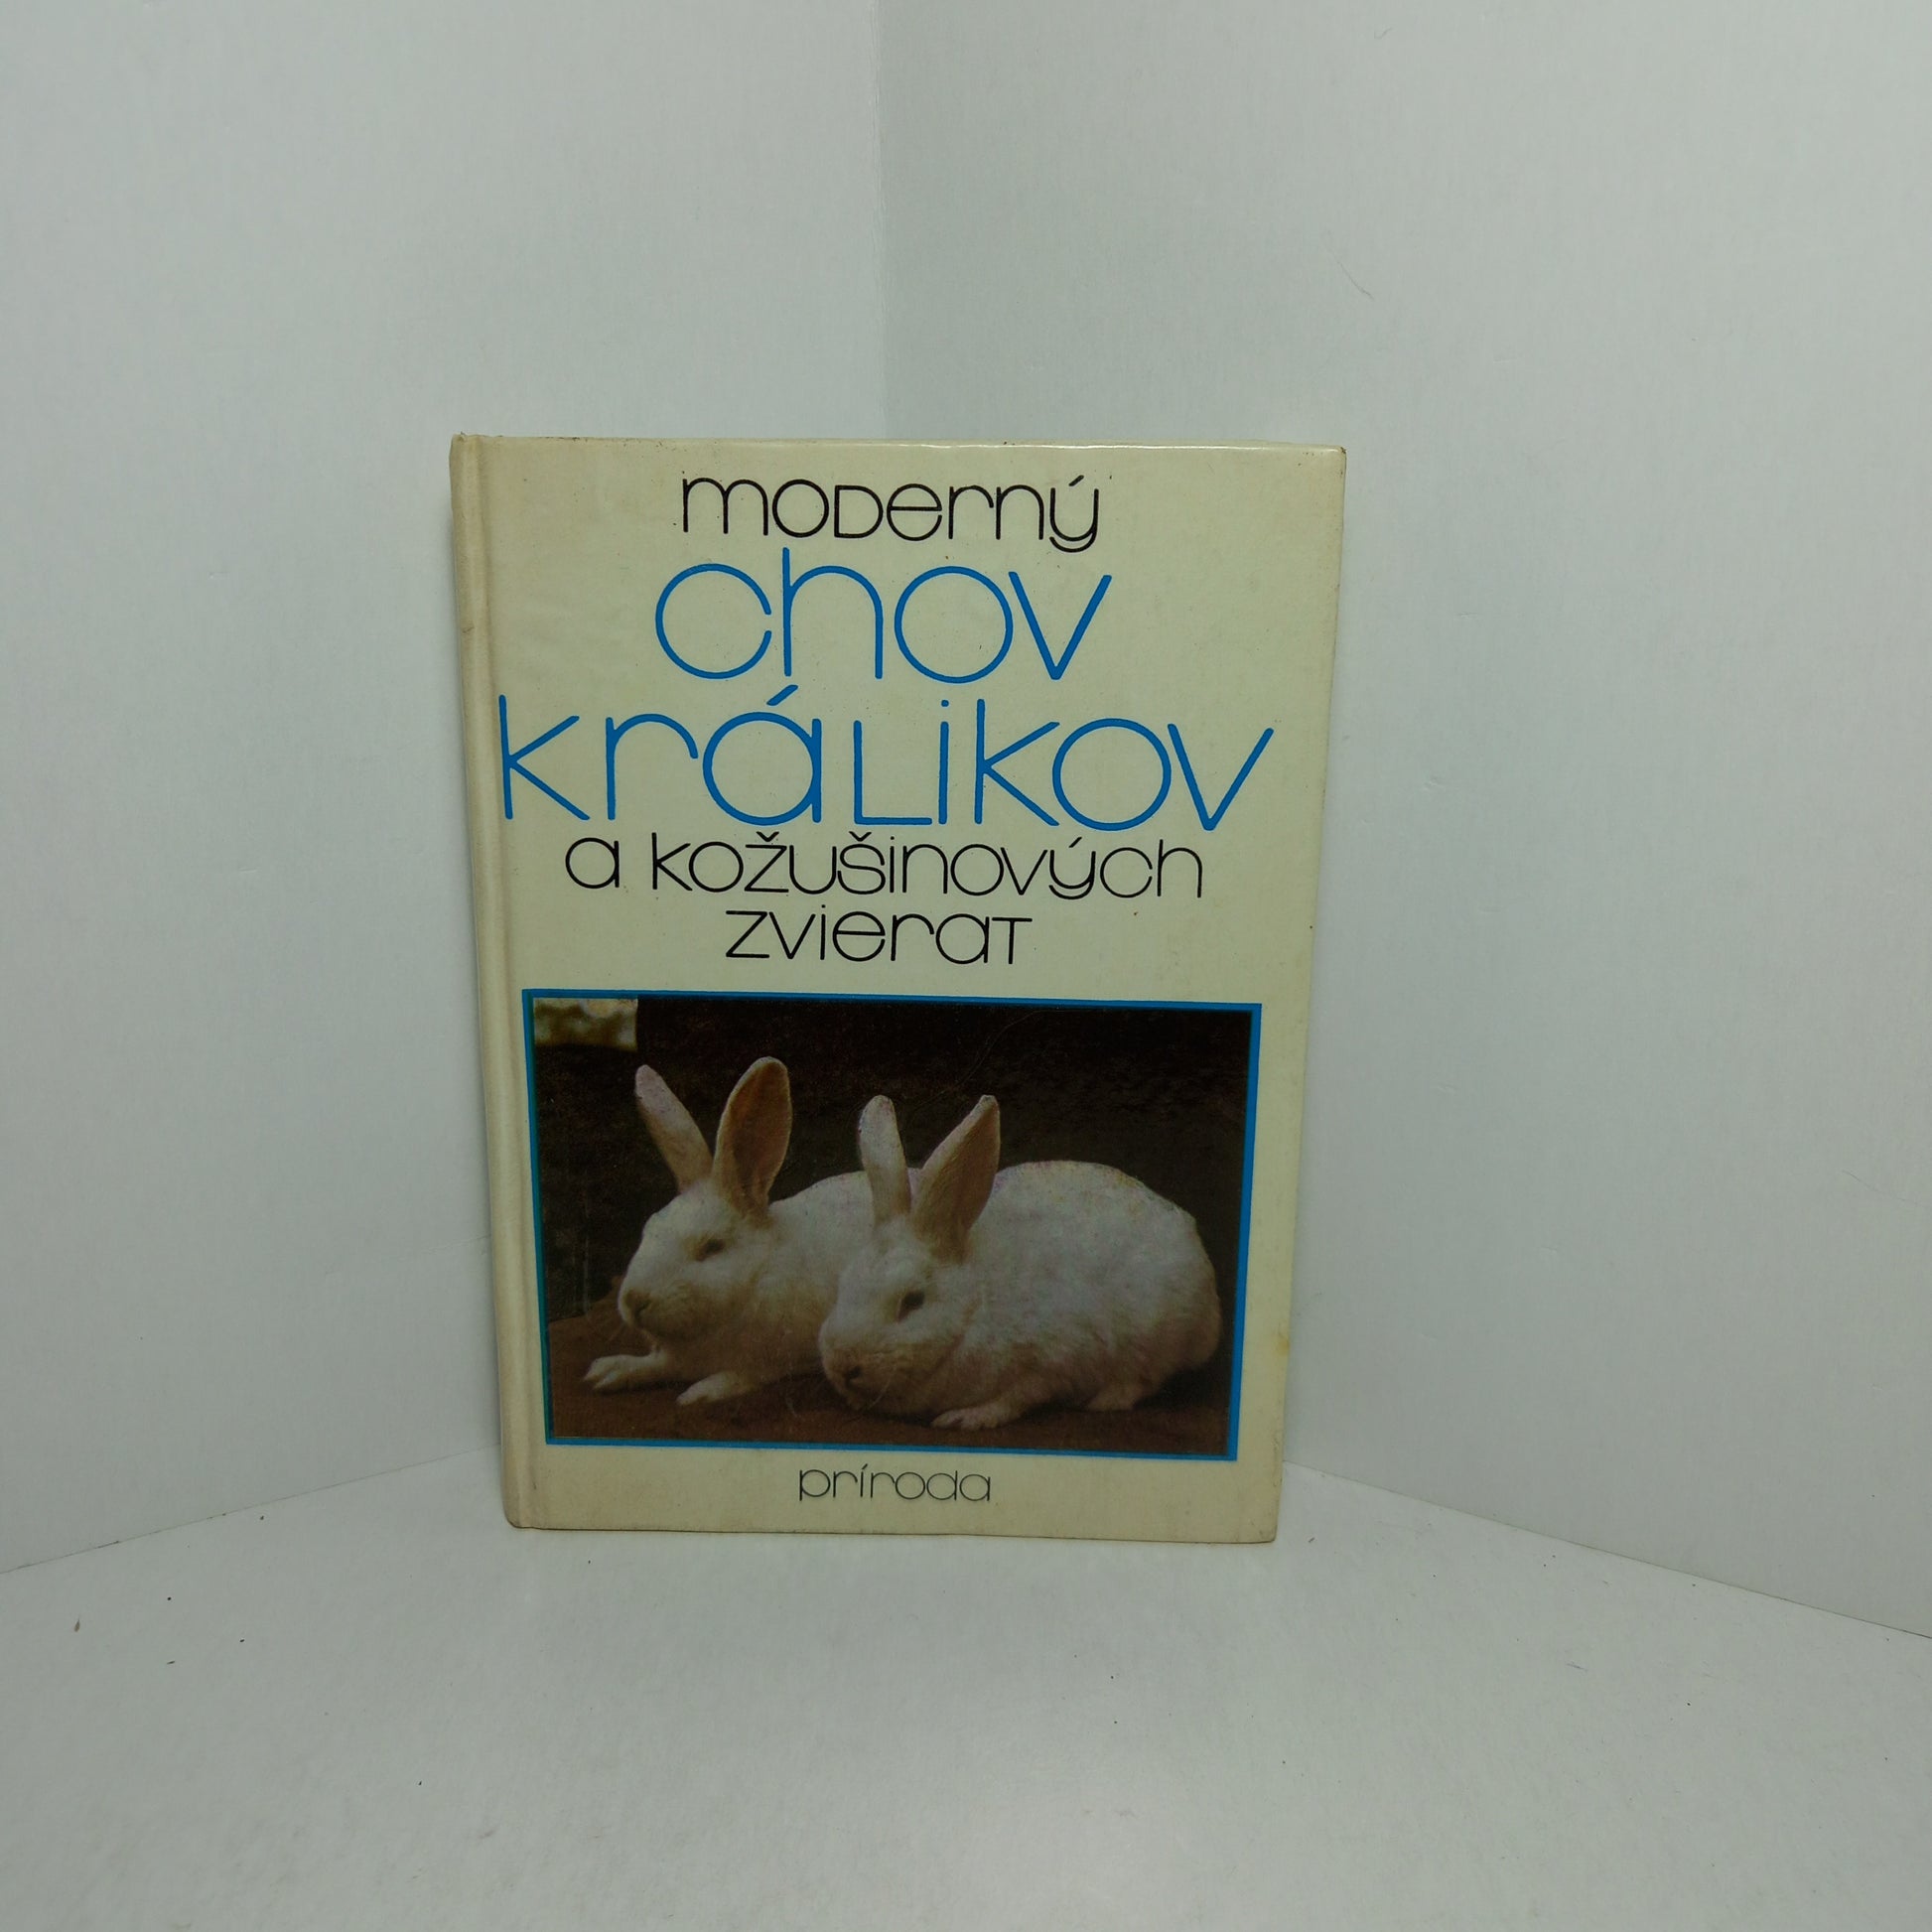 moderný
chov
králikov
a kožušinových
zvierat
príroda